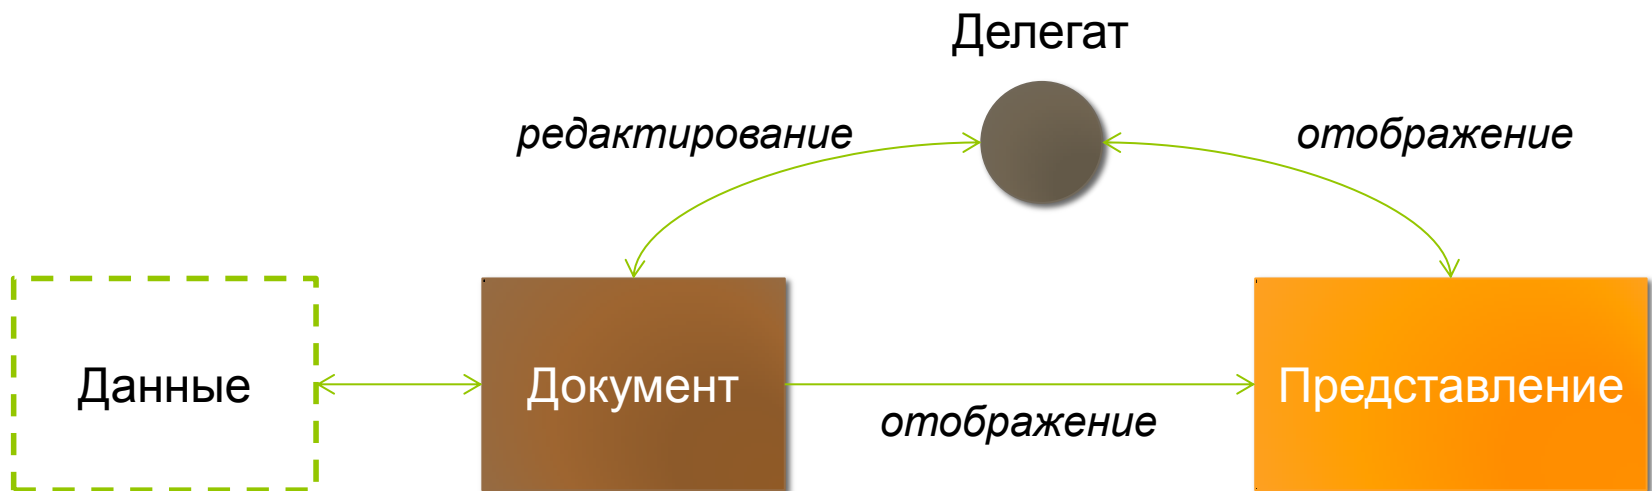 Делегат
редактирование
отображение
Данные
Документ
Представление
отображение